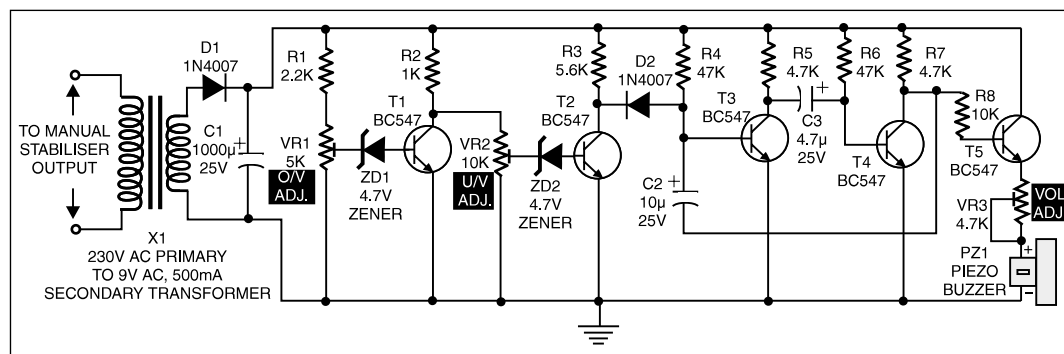 D1
1N4007
TO MANUAL
STABILISER
OUTPUT
C1
1000µ
25V
X1
230V AC PRIMARY
TO 9V AC, 500mA
SECONDARY TRANSFORMER
R1
2.2K
VR1
5K
O/V
ADJ.
ZD1
4.7V
ZENER
R2
1K
T1
BC547
VR2
10K
U/V
ADJ.
ZD2
4.7V
ZENER
R3
5.6K
T2
BC547
D2
1N4007
R4
47K
C2
10µ
25V
+
T3
BC547
R5
4.7K
+
C3
4.7µ
25V
R6
47K
T4
BC547
R7
4.7K
R8
10K
T5
BC547
VR3
4.7K
VOL
ADJ
PZ1
PIEZO
BUZZER
+
−
+